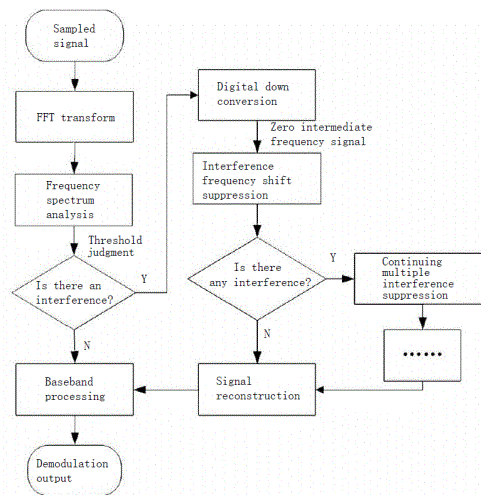 Sampled
signal
FFT transform
Frequency
spectrum
analysis
Threshold
judgment
Is there an
interference?
Y
N
Baseband
processing
Demodulation
output
Digital down
conversion
Zero intermediate
frequency signal
Interference
frequency shift
suppression
Is there
any interference?
Y
N
Signal
reconstruction
Continuing
multiple
interference
suppression
······